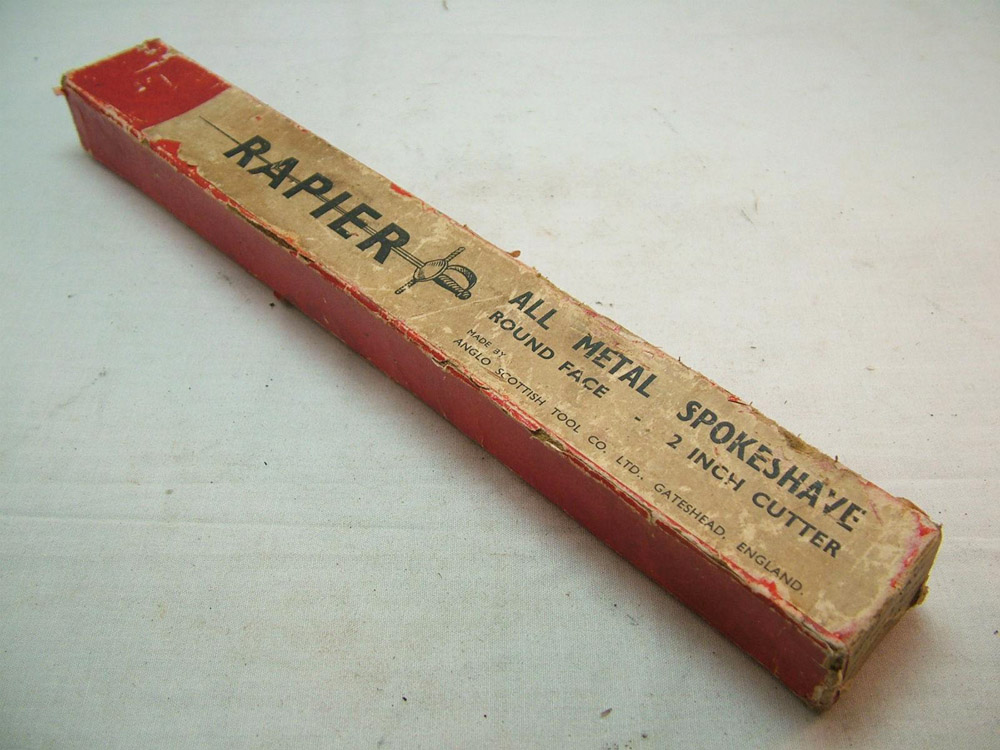 RAPIER
ALL METAL SPOKESHAVE
ROUND FACE - 2 INCH CUTTER
MADE BY
ANGLO SCOTTISH TOOL CO. LTD., GATESHEAD, ENGLAND.